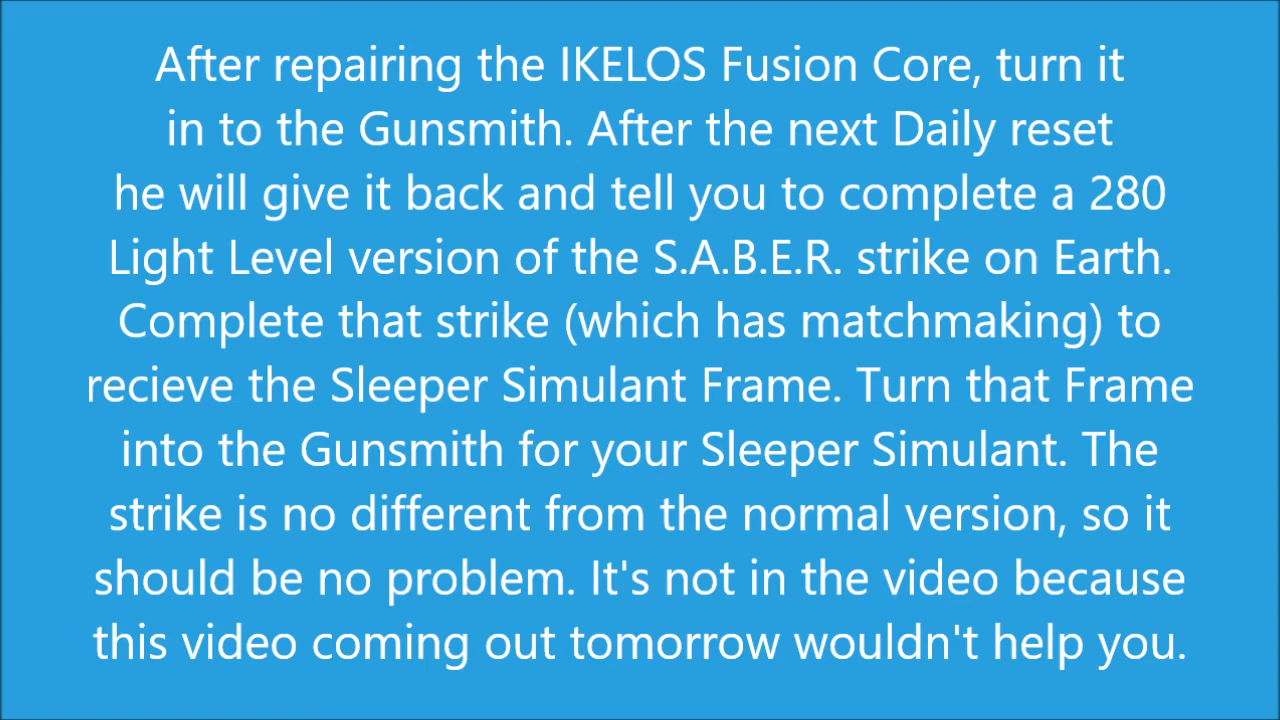 After repairing the IKELOS Fusion Core, turn it
in to the Gunsmith. After the next Daily reset
he will give it back and tell you to complete a 280
Light Level version of the S.A.B.E.R. strike on Earth.
Complete that strike (which has matchmaking) to
recieve the Sleeper Simulant Frame. Turn that Frame
into the Gunsmith for your Sleeper Simulant. The
strike is no different from the normal version, so it
should be no problem. It's not in the video because
this video coming out tomorrow wouldn't help you.